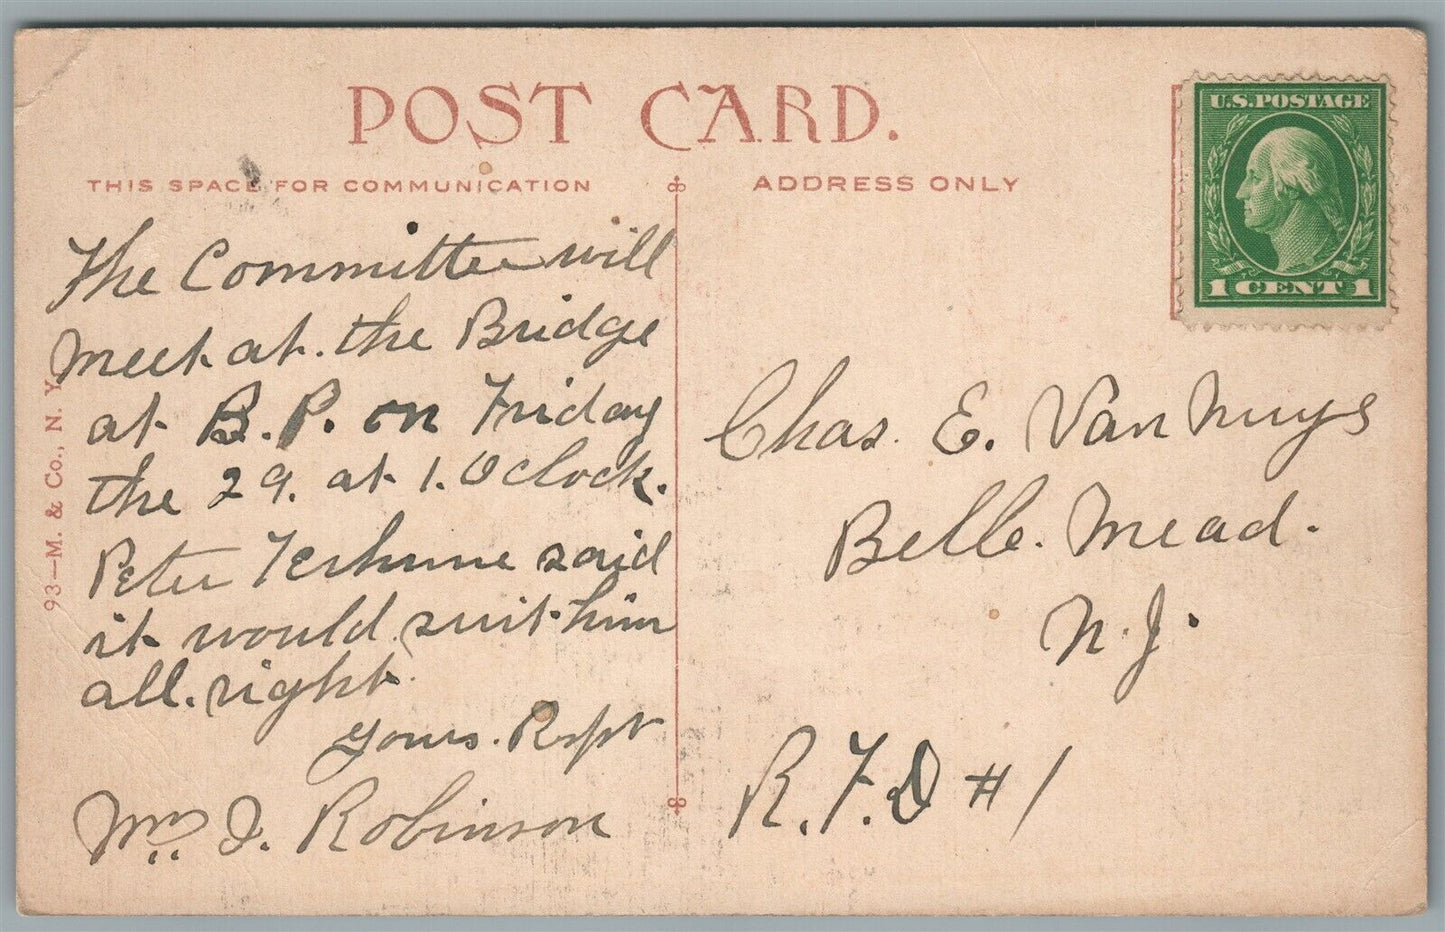 POST CARD.
THIS SPACE FOR COMMUNICATION
ADDRESS ONLY
U.S. POSTAGE
1 CENT 1
The Committee will
Meet at. the Bridge
at B.P. on Friday
the 29. at 1. O clock.
Peter Terhune said
it would suit him
all. right.
Yours. Respt
Wm J. Robinson
Chas. E. Van Nuys
Belle. Mead.
N. J.
R. F. D # 1
93—M. & Co., N. Y.